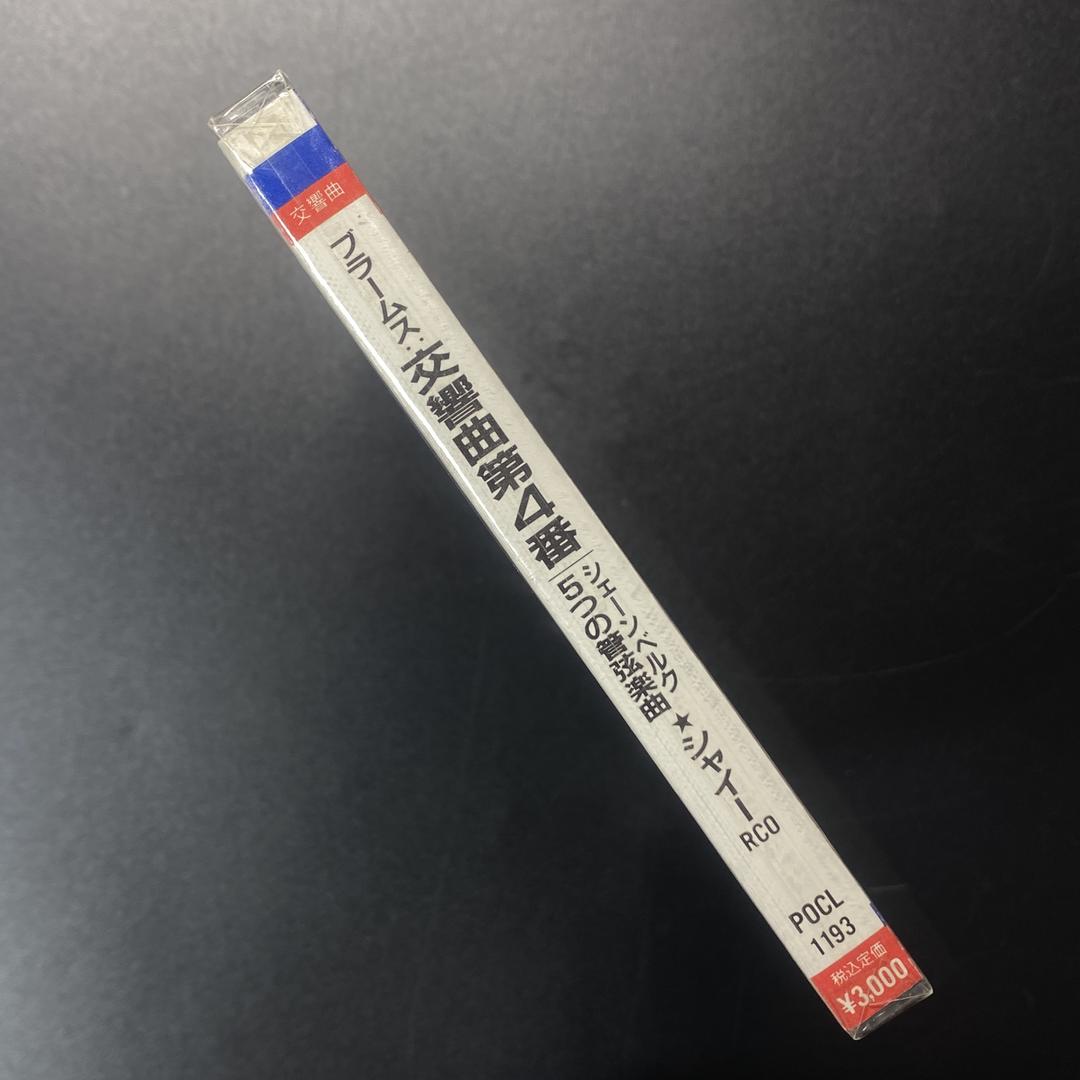 交響曲
ブラームス:交響曲第4番
シェーンベルク
5つの管弦楽曲
★シャイー RCO
POCL
1193
税込定価
¥3,000